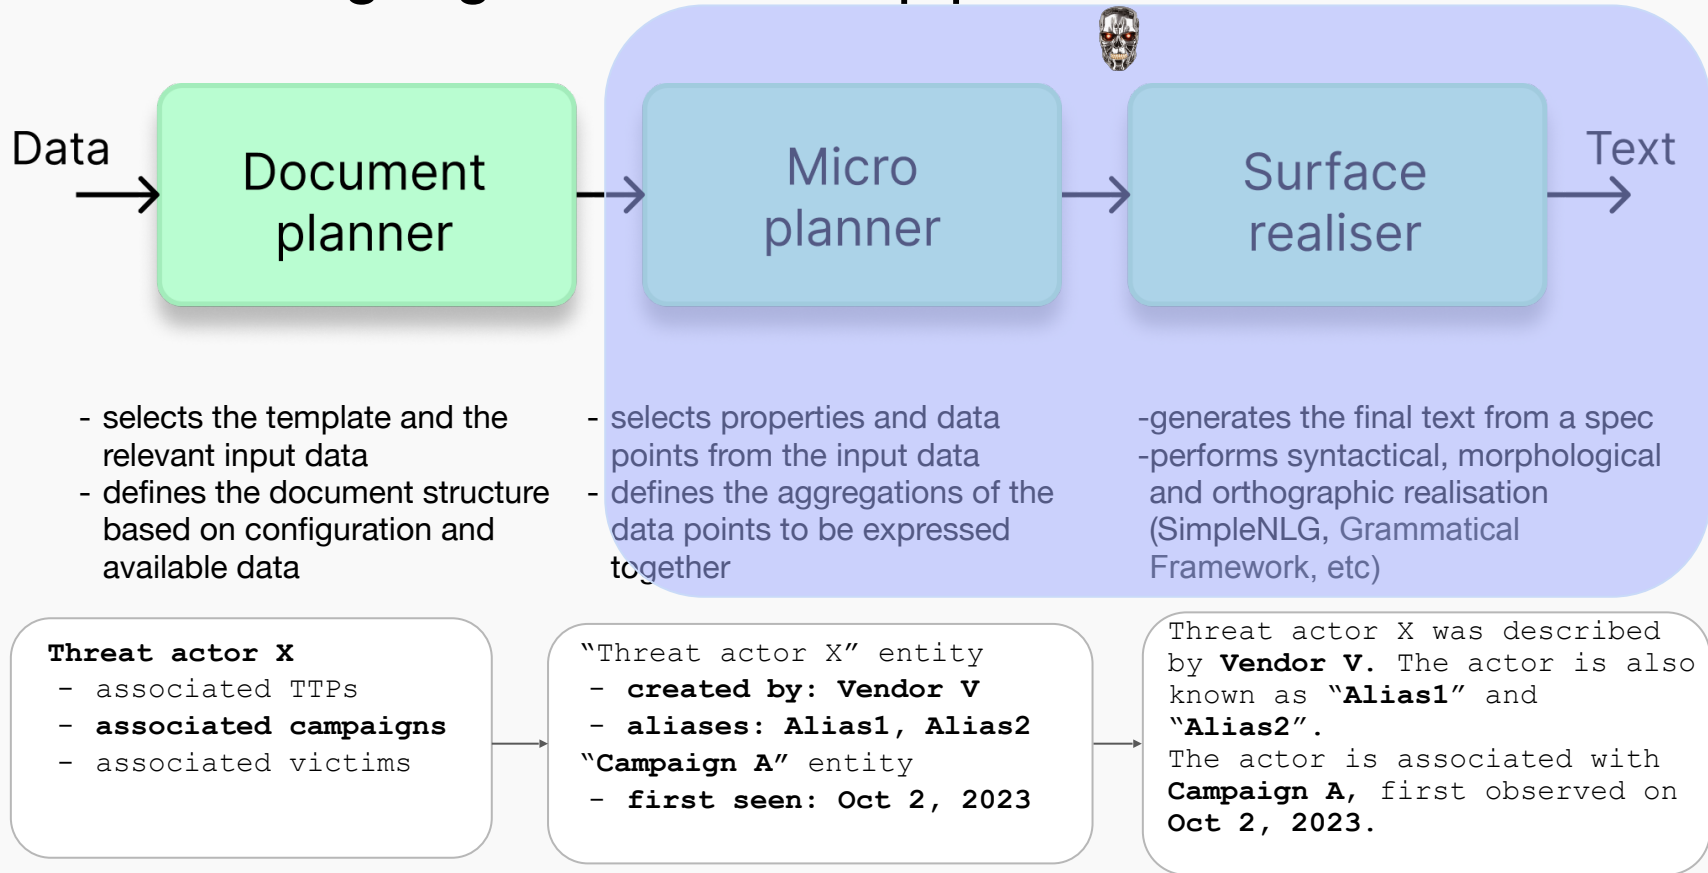 Data
Document
planner
Micro
planner
Surface
realiser
Text
- selects the template and the
relevant input data
- defines the document structure
based on configuration and
available data
- selects properties and data
points from the input data
- defines the aggregations of the
data points to be expressed
together
-generates the final text from a spec
-performs syntactical, morphological
and orthographic realisation
(SimpleNLG, Grammatical
Framework, etc)
Threat actor X
- associated TTPs
- associated campaigns
- associated victims
“Threat actor X” entity
- created by: Vendor V
- aliases: Alias1, Alias2
“Campaign A” entity
- first seen: Oct 2, 2023
Threat actor X was described
by Vendor V. The actor is also
known as “Alias1” and
“Alias2”.
The actor is associated with
Campaign A, first observed on
Oct 2, 2023.